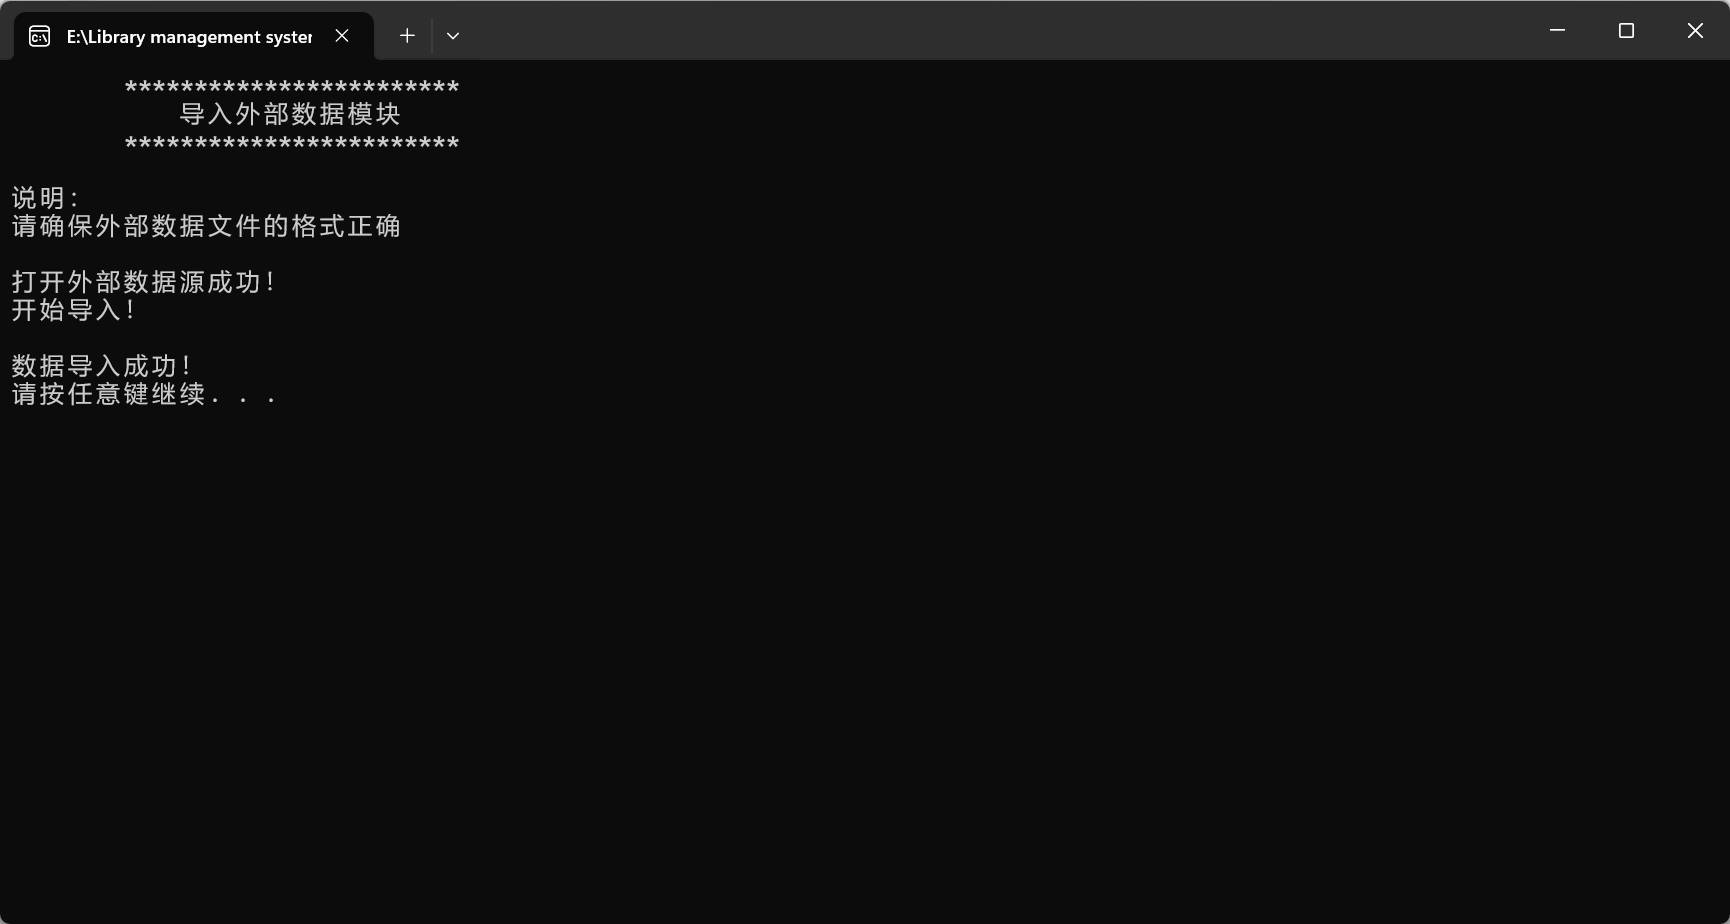 E:\Library management syster
************************
导入外部数据模块
************************
说明：
请确保外部数据文件的格式正确
打开外部数据源成功！
开始导入！
数据导入成功！
请按任意键继续. . .